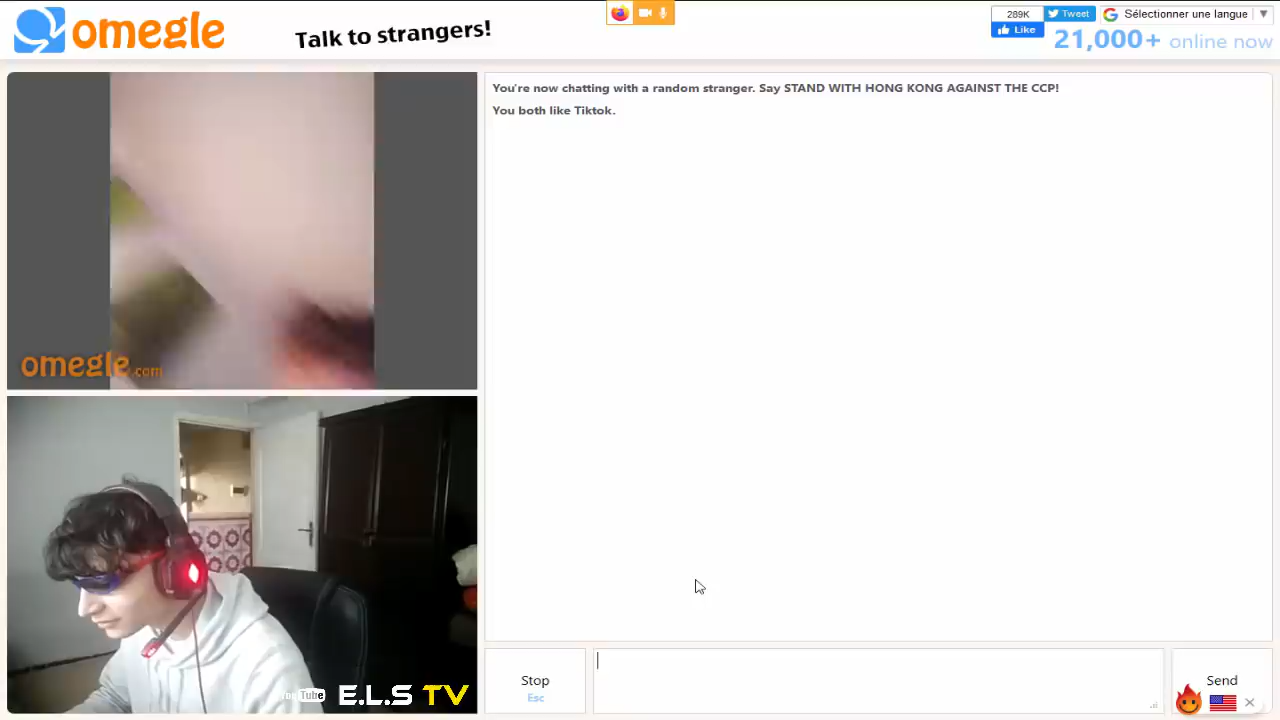 omegle
Talk to strangers!
289K
Like
Tweet
Sélectionner une langue
21,000+ online now
You're now chatting with a random stranger. Say STAND WITH HONG KONG AGAINST THE CCP!
You both like Tiktok.
omegle.com
YouTube E.L.S TV
Stop
Esc
Send